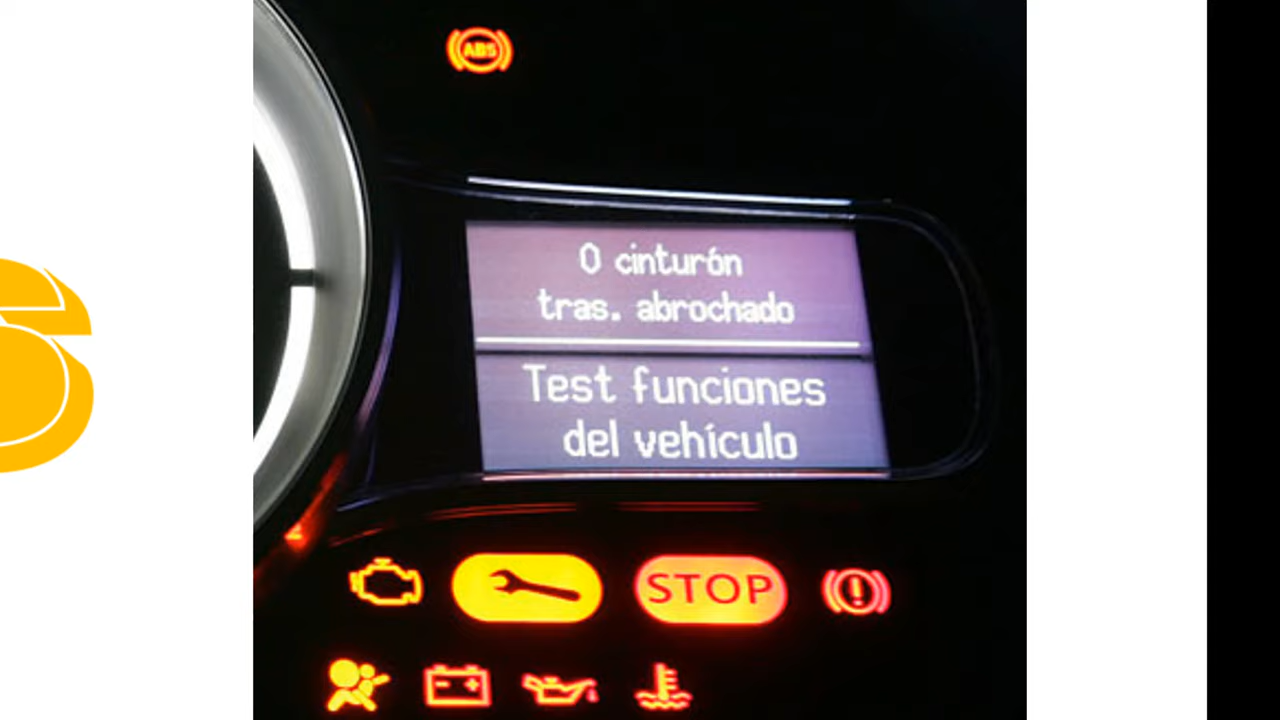 ABS
0 cinturón
tras. abrochado
Test funciones
del vehículo
STOP